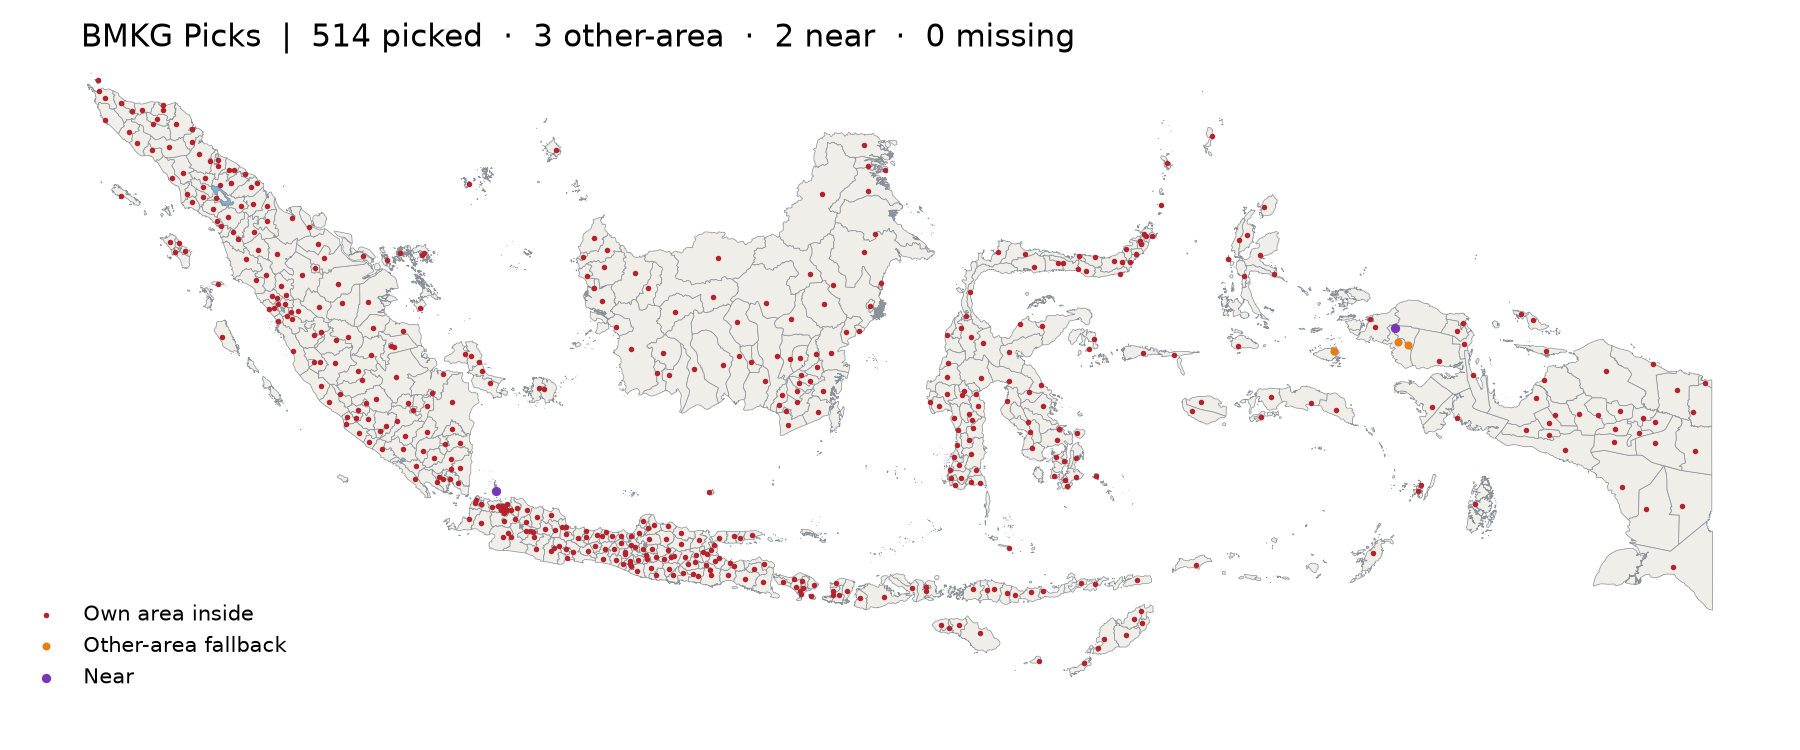 BMKG Picks | 514 picked · 3 other-area · 2 near · 0 missing
Own area inside
Other-area fallback
Near